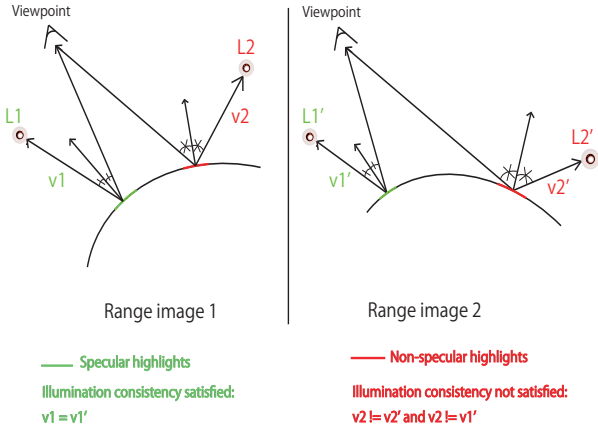 Viewpoint
Viewpoint
L2
L1
v2
v1
L1′
L2′
v1′
v2′
Range image 1
Range image 2
Specular highlights
Illumination consistency satisfied:
v1 = v1′
Non-specular highlights
Illumination consistency not satisfied:
v2 != v2′ and v2 != v1′